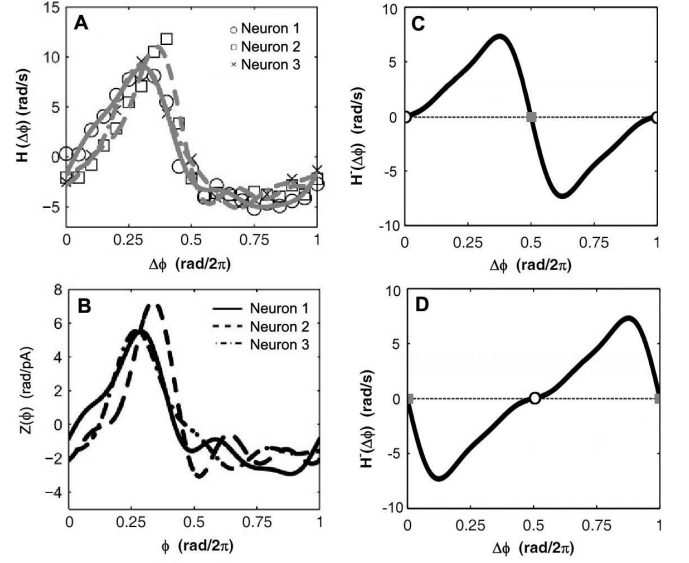 A
Neuron 1
Neuron 2
Neuron 3
H (Δϕ) (rad/s)
15
10
5
0
−5
0
0.25
0.5
0.75
1
Δϕ (rad/2π)
C
H⁻(Δϕ) (rad/s)
10
5
0
-5
-10
0
0.25
0.5
0.75
1
Δϕ (rad/2π)
B
Neuron 1
Neuron 2
Neuron 3
Z(ϕ) (rad/pA)
8
6
4
2
0
−2
−4
0
0.25
0.5
0.75
1
ϕ (rad/2π)
D
H⁻(Δϕ) (rad/s)
10
5
0
-5
-10
0
0.25
0.5
0.75
1
Δϕ (rad/2π)